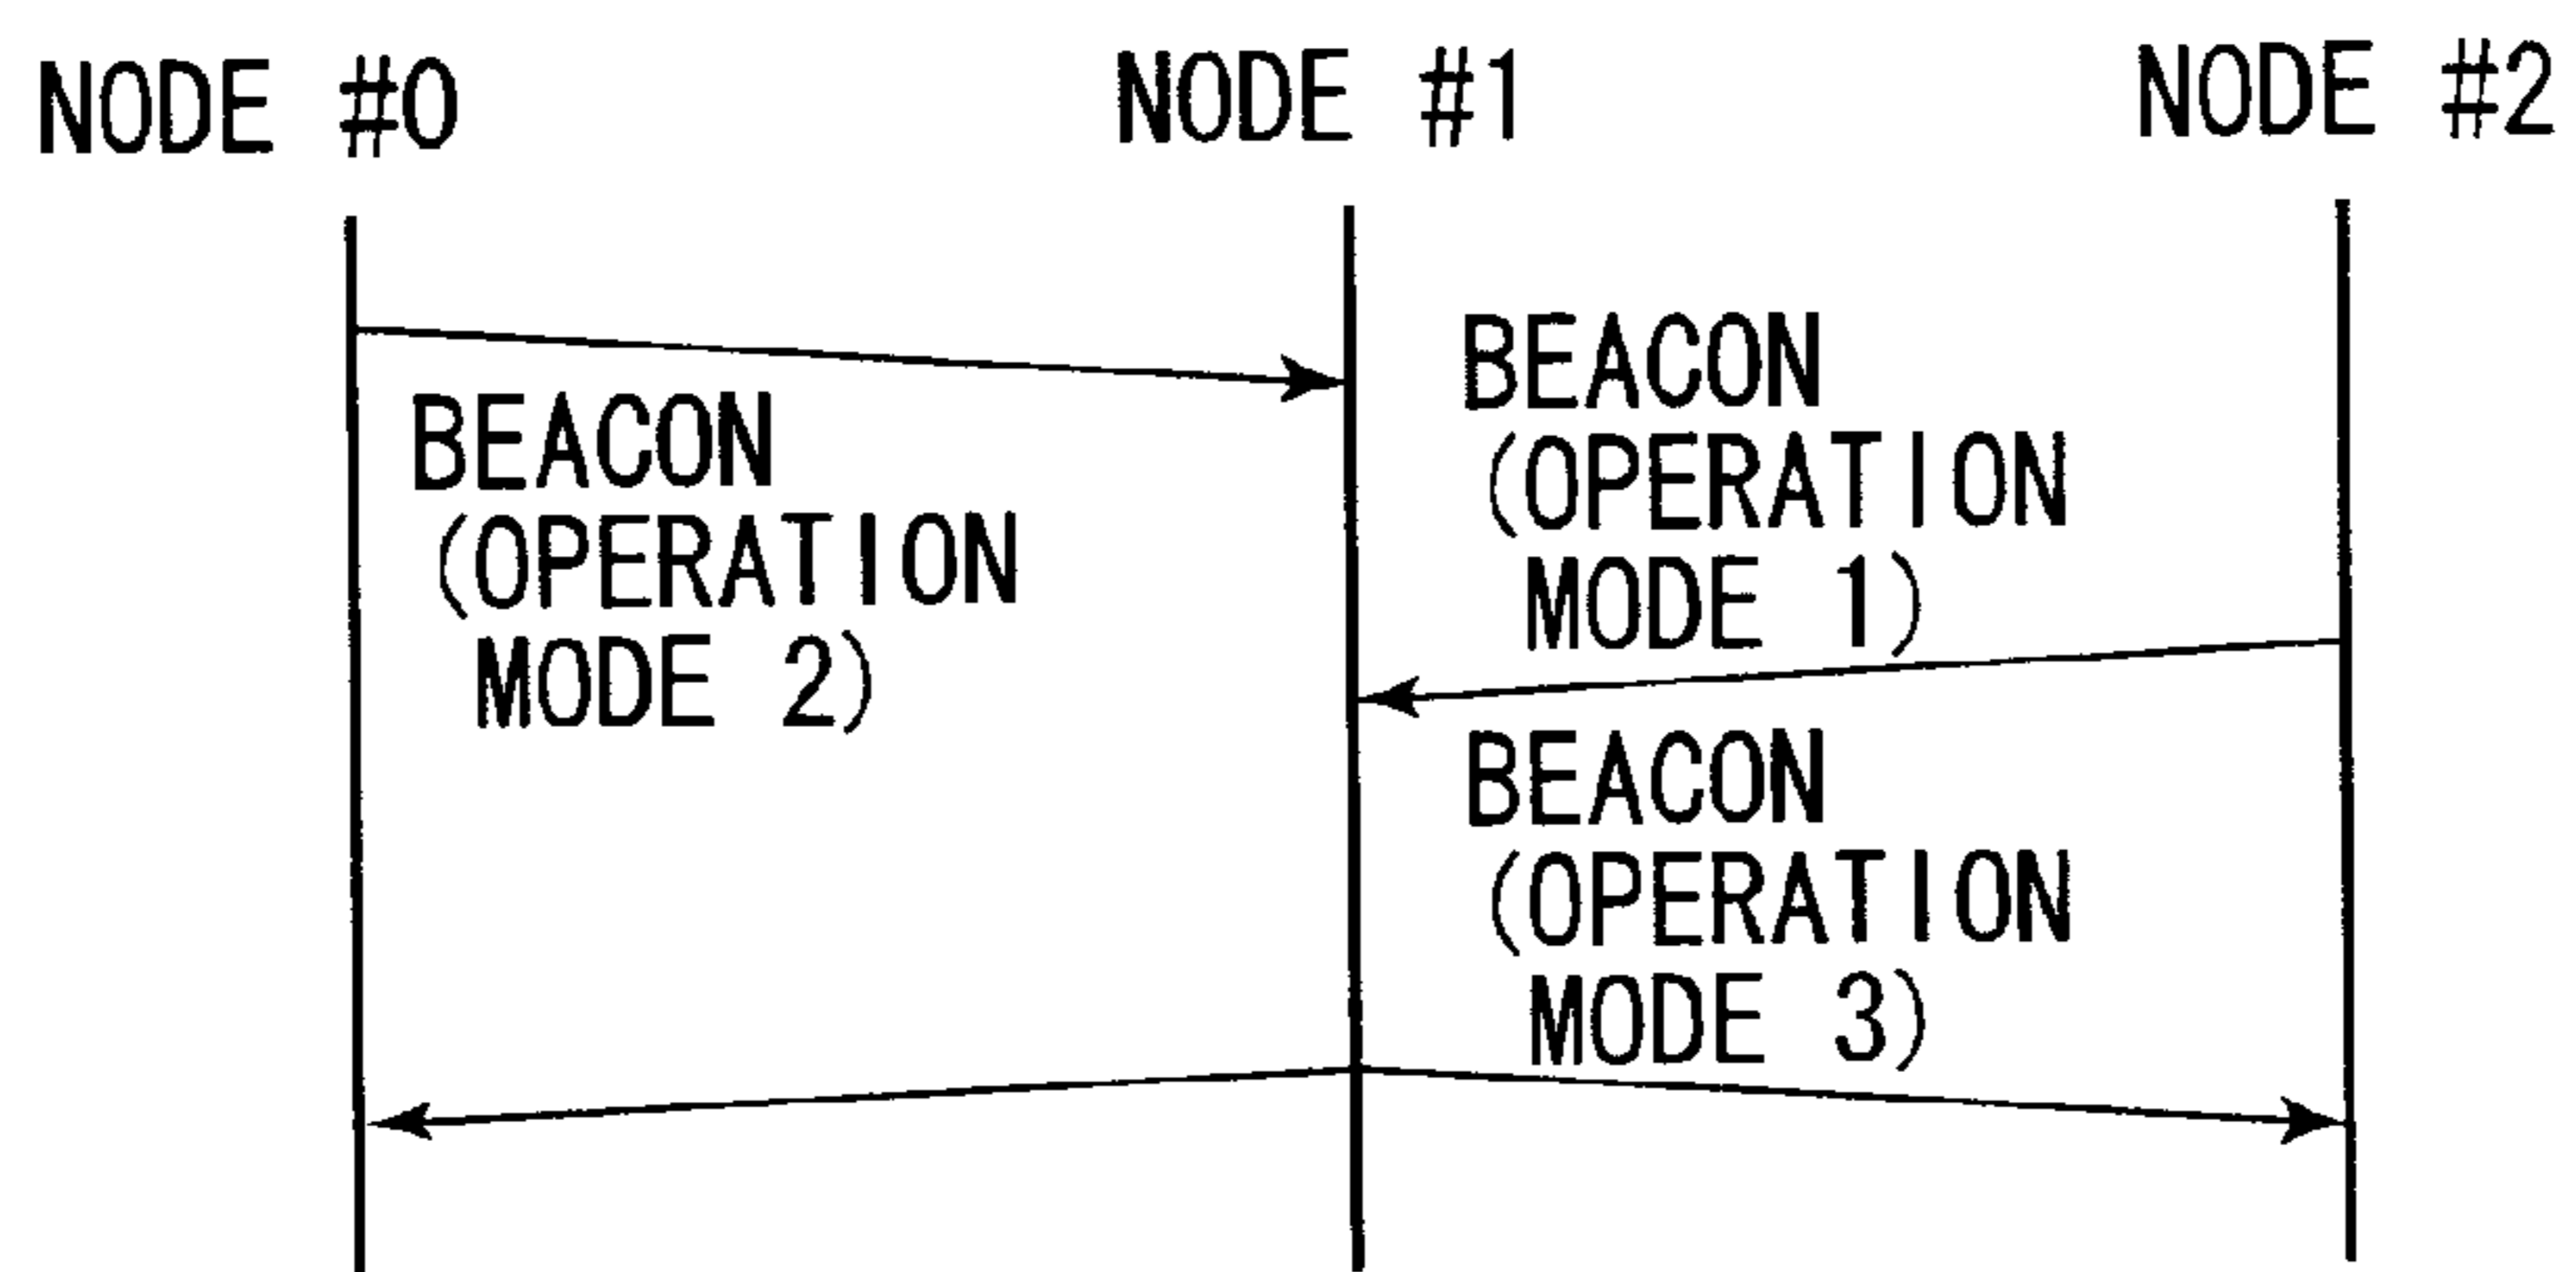 NODE #0 NODE #1 NODE #2
BEACON
(OPERATION
MODE 2)
BEACON
(OPERATION
MODE 1)
BEACON
(OPERATION
MODE 3)